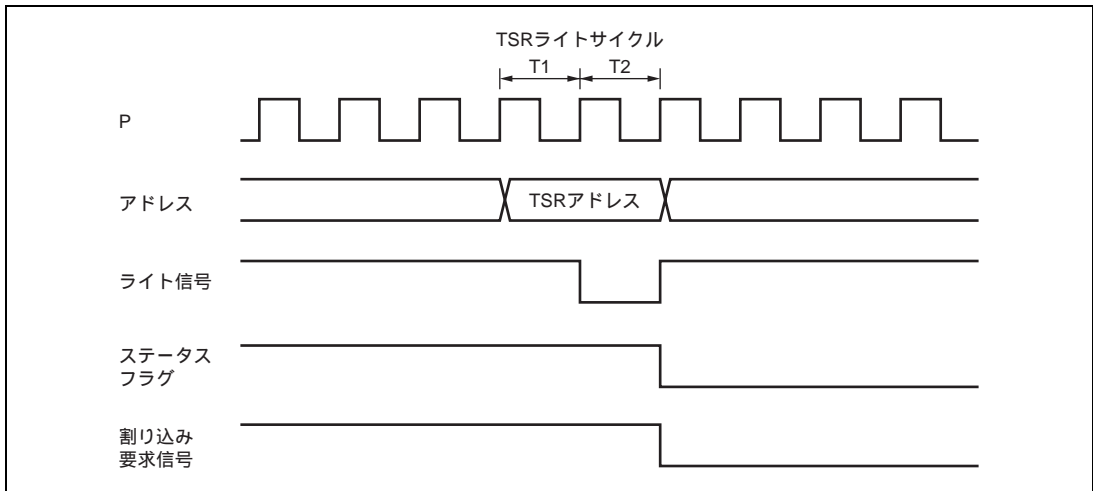 TSRライトサイクル
T1 T2
P
アドレス
TSRアドレス
ライト信号
ステータス
フラグ
割り込み
要求信号